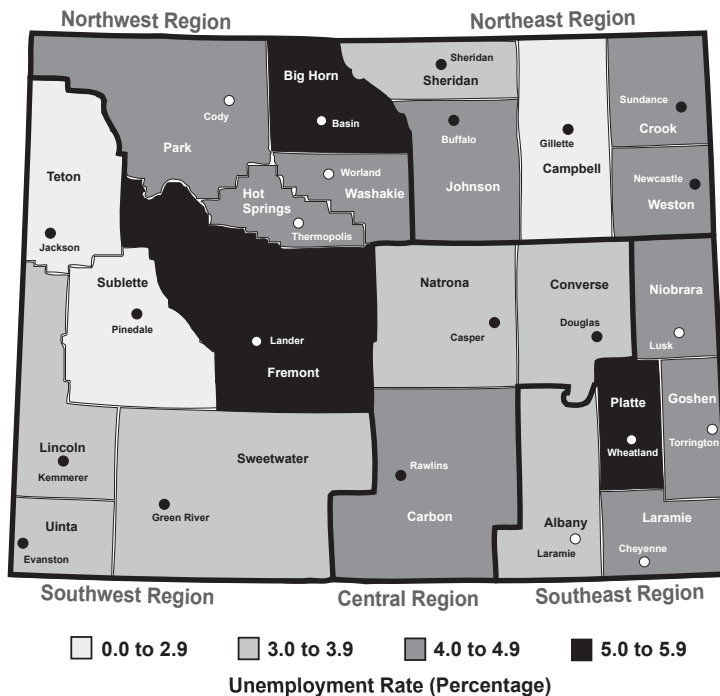 Northwest Region
Northeast Region
Big Horn
Basin
Sheridan
Sheridan
Cody
Park
Buffalo
Johnson
Gillette
Campbell
Sundance
Crook
Teton
Jackson
Worland
Washakie
Hot
Springs
Thermopolis
Newcastle
Weston
Sublette
Pinedale
Lander
Fremont
Natrona
Casper
Converse
Douglas
Niobrara
Lusk
Platte
Wheatland
Goshen
Torrington
Lincoln
Kemmerer
Sweetwater
Green River
Rawlins
Carbon
Uinta
Evanston
Albany
Laramie
Laramie
Cheyenne
Southwest Region
Central Region
Southeast Region
0.0 to 2.9
3.0 to 3.9
4.0 to 4.9
5.0 to 5.9
Unemployment Rate (Percentage)